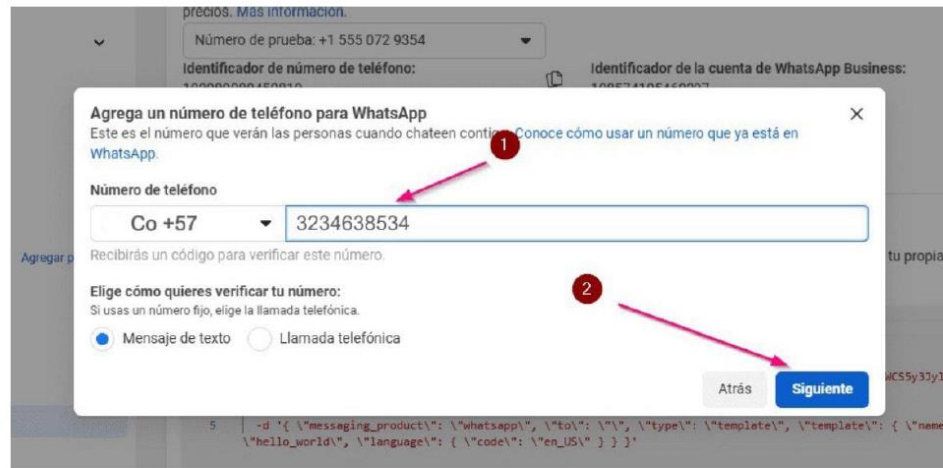 precios. Más información.
Número de prueba: +1 555 072 9354
Identificador de número de teléfono:
Identificador de la cuenta de WhatsApp Business:
Agrega un número de teléfono para WhatsApp
Este es el número que verán las personas cuando chateen Conoce cómo usar un número que ya está en
WhatsApp.
1
Número de teléfono
Co +57
3234638534
Agregar
Recibirás un código para verificar este número.
tu propia
Elige cómo quieres verificar tu número:
2
Si usas un número fijo, elige la llamada telefónica.
Mensaje de texto
Llamada telefónica
Atrás
Siguiente
5
-d '{ \"messaging_product\": \"whatsapp\", \"to\": \"\", \"type\": \"template\", \"template\": { \"name
\"hello_world\", \"language\": { \"code\": \"en_US\" } } }'